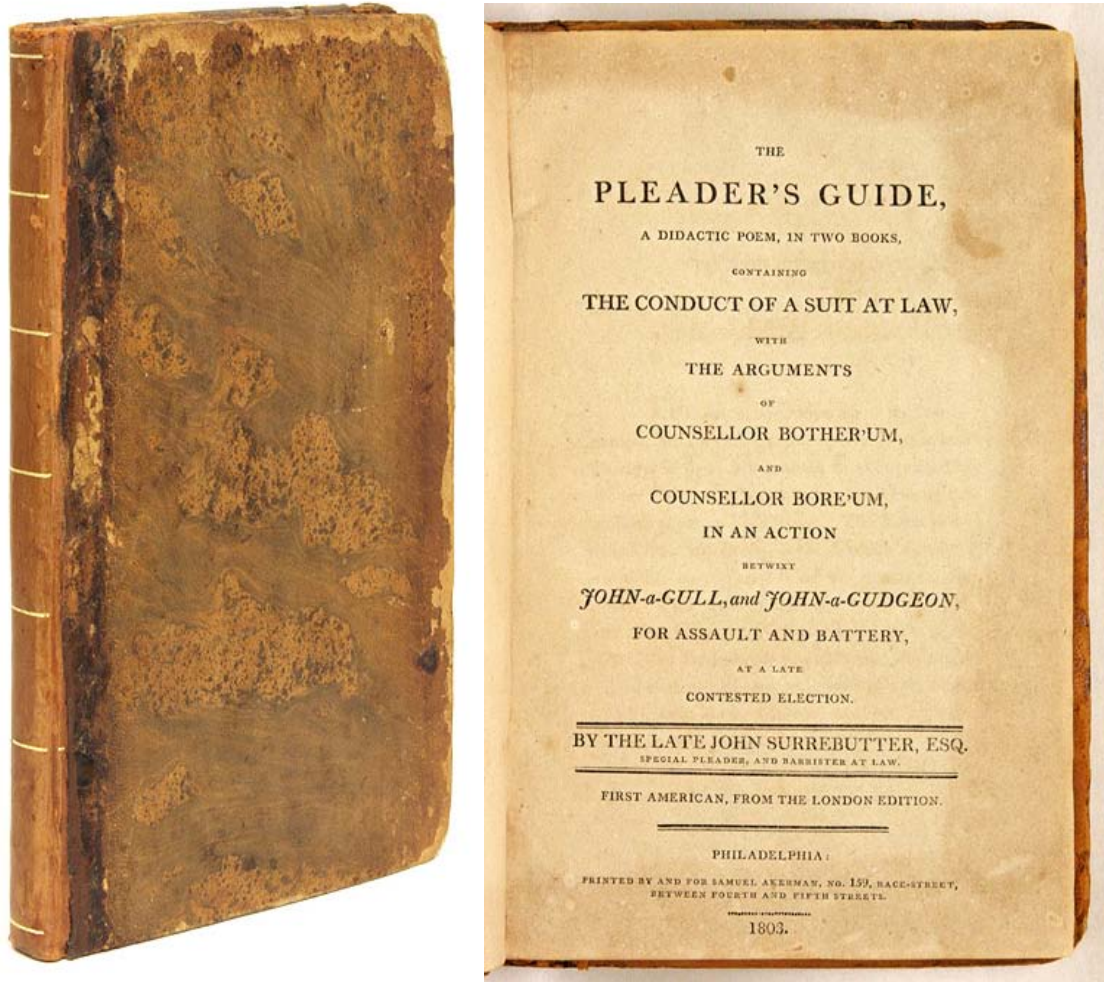 THE
PLEADER'S GUIDE,
A DIDACTIC POEM, IN TWO BOOKS,
CONTAINING
THE CONDUCT OF A SUIT AT LAW,
WITH
THE ARGUMENTS
OF
COUNSELLOR BOTHER'UM,
AND
COUNSELLOR BORE'UM,
IN AN ACTION
BETWIXT
JOHN-a-GULL, and JOHN-a-GUDGEON,
FOR ASSAULT AND BATTERY,
AT A LATE
CONTESTED ELECTION.
BY THE LATE JOHN SURREBUTTER, ESQ.
SPECIAL PLEADER, AND BARRISTER AT LAW.
FIRST AMERICAN, FROM THE LONDON EDITION.
PHILADELPHIA:
PRINTED BY AND FOR SAMUEL AKERMAN, NO. 159, RACE-STREET,
BETWEEN FOURTH AND FIFTH STREETS.
1803.